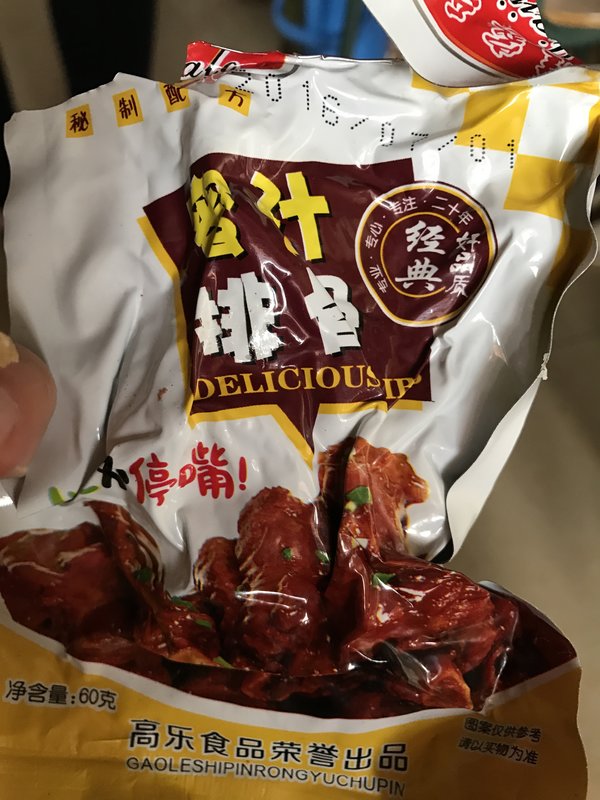 秘制配方
2018/07/01
蜜汁
排骨
专业·专心·专注·二十年
经典
好品质
DELICIOUS
不停嘴!
净含量:60克
图案仅供参考
请以实物为准
高乐食品荣誉出品
GAOLESHIPINRONGYUCHUPIN